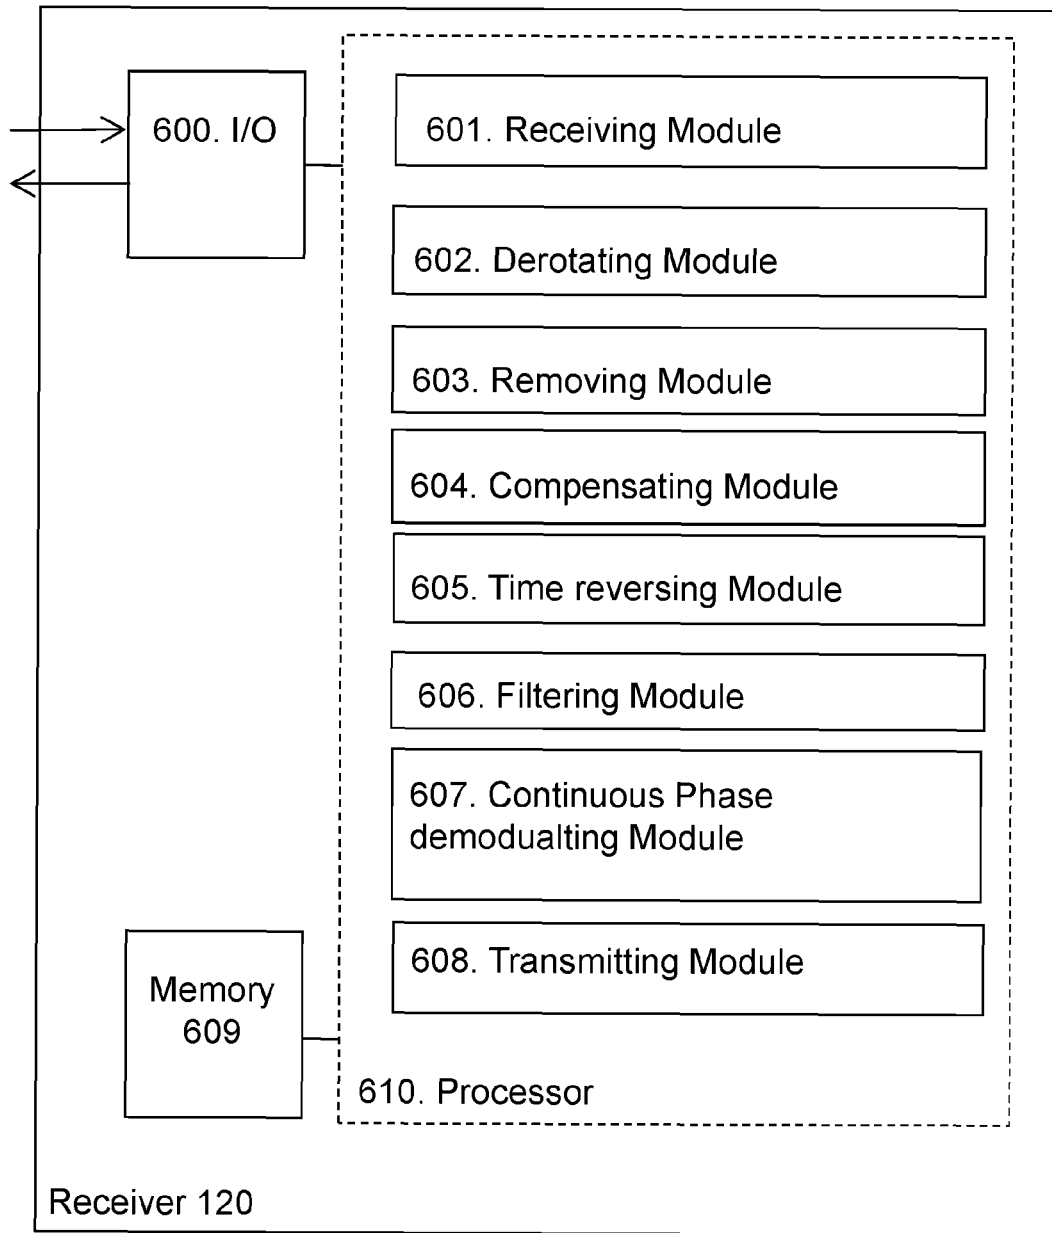 600. I/O
601. Receiving Module
602. Derotating Module
603. Removing Module
604. Compensating Module
605. Time reversing Module
606. Filtering Module
607. Continuous Phase
demodualting Module
608. Transmitting Module
Memory
609
610. Processor
Receiver 120